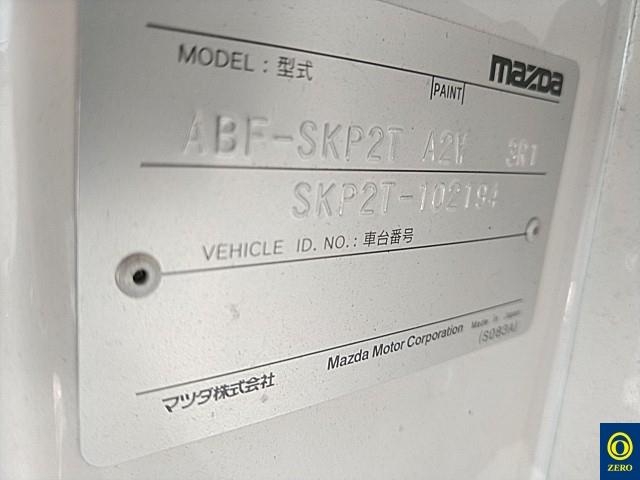 MODEL : 型式
mazda
PAINT
ABF-SKP2T A2W 3R1
SKP2T-102194
VEHICLE ID. NO. : 車台番号
マツダ株式会社 Mazda Motor Corporation Made in Japan
(S083A)
ZERO